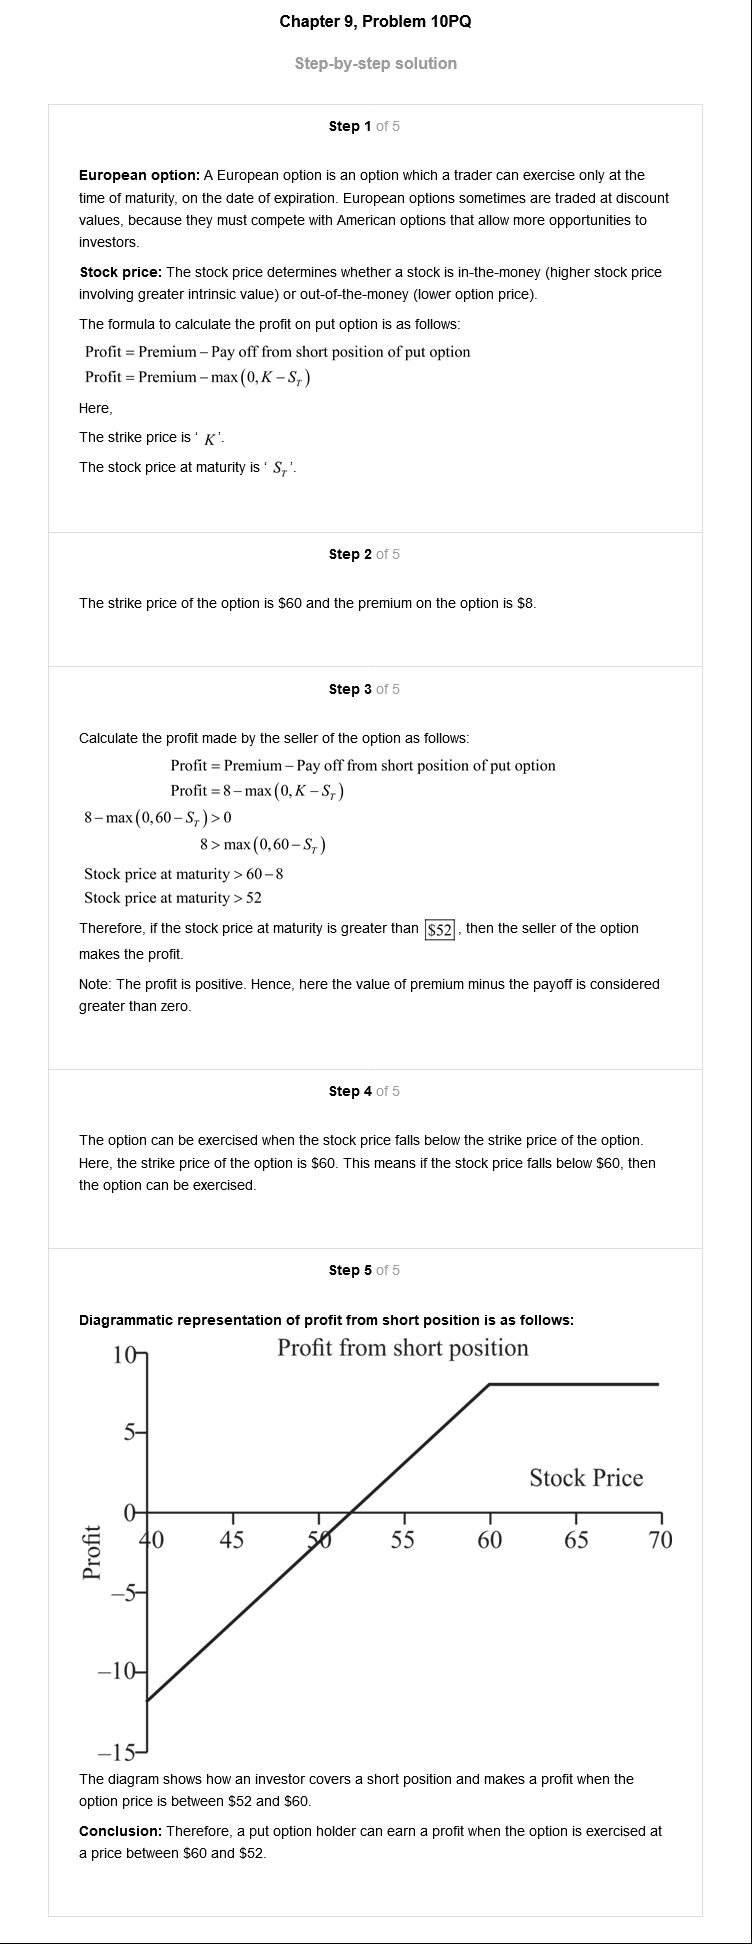 Chapter 9, Problem 10PQ
Step-by-step solution
Step 1 of 5
European option: A European option is an option which a trader can exercise only at the
time of maturity, on the date of expiration. European options sometimes are traded at discount
values, because they must compete with American options that allow more opportunities to
investors.
Stock price: The stock price determines whether a stock is in-the-money (higher stock price
involving greater intrinsic value) or out-of-the-money (lower option price).
The formula to calculate the profit on put option is as follows:
Profit = Premium – Pay off from short position of put option
Profit = Premium – max (0, K – S_T)
Here,
The strike price is ‘ K’.
The stock price at maturity is ‘ S_T’.
Step 2 of 5
The strike price of the option is $60 and the premium on the option is $8.
Step 3 of 5
Calculate the profit made by the seller of the option as follows:
Profit = Premium – Pay off from short position of put option
Profit = 8 – max (0, K – S_T)
8 – max (0, 60 – S_T) > 0
8 > max (0, 60 – S_T)
Stock price at maturity > 60 – 8
Stock price at maturity > 52
Therefore, if the stock price at maturity is greater than $52 , then the seller of the option
makes the profit.
Note: The profit is positive. Hence, here the value of premium minus the payoff is considered
greater than zero.
Step 4 of 5
The option can be exercised when the stock price falls below the strike price of the option.
Here, the strike price of the option is $60. This means if the stock price falls below $60, then
the option can be exercised.
Step 5 of 5
Diagrammatic representation of profit from short position is as follows:
Profit from short position
10
5
Stock Price
0
40 45 50 55 60 65 70
Profit
–5
–10
–15
The diagram shows how an investor covers a short position and makes a profit when the
option price is between $52 and $60.
Conclusion: Therefore, a put option holder can earn a profit when the option is exercised at
a price between $60 and $52.